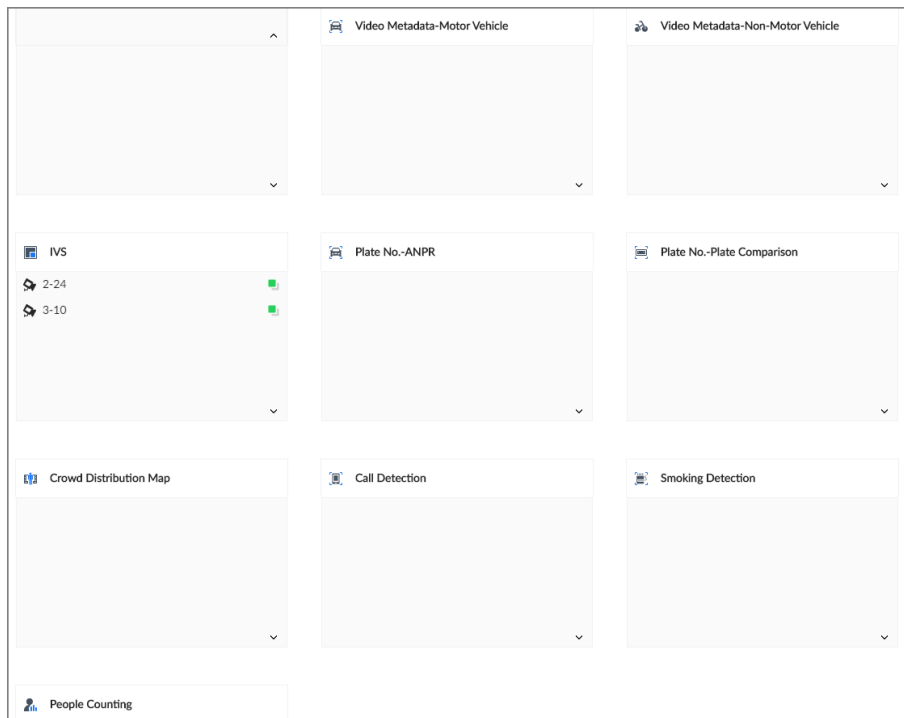 Video Metadata-Motor Vehicle
Video Metadata-Non-Motor Vehicle
IVS
Plate No.-ANPR
Plate No.-Plate Comparison
2-24
3-10
Crowd Distribution Map
Call Detection
Smoking Detection
People Counting